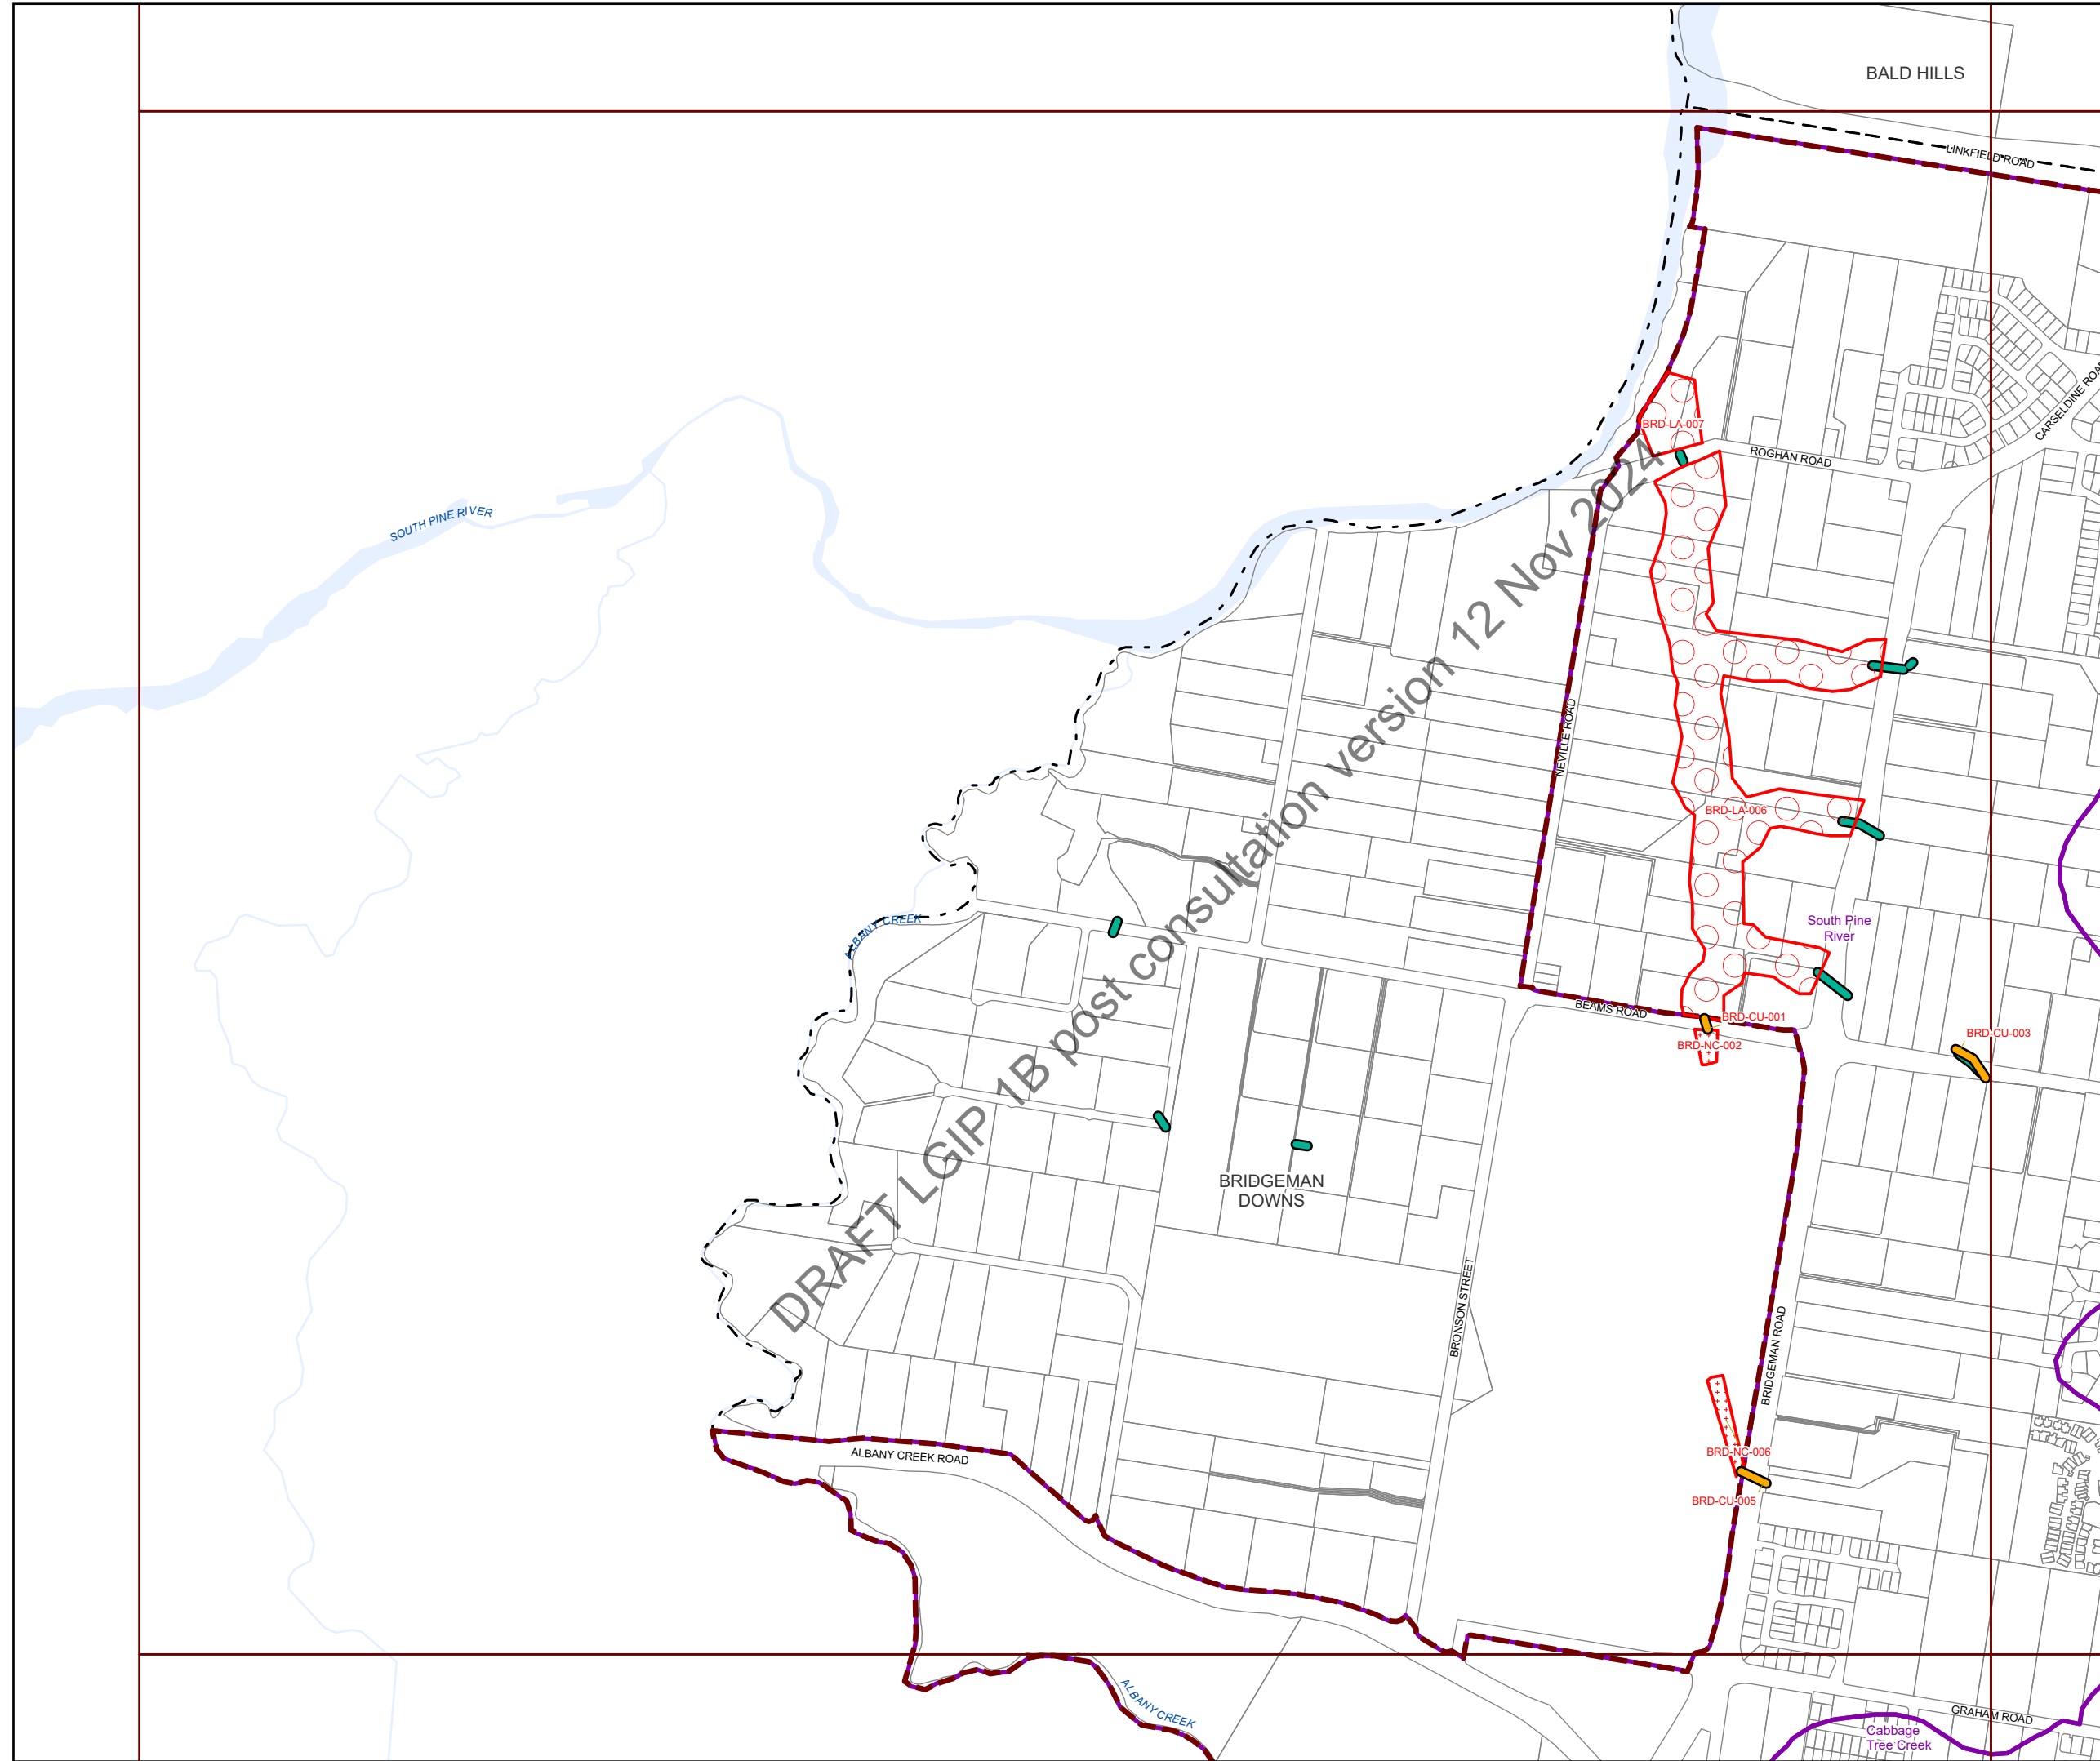 BALD HILLS
LINKFIELD ROAD
CARSELDINE ROAD
BRD-LA-007
ROGHAN ROAD
SOUTH PINE RIVER
NEVILLE ROAD
BRD-LA-006
South Pine
River
ALBANY CREEK
BEAMS ROAD
BRD-CU-001
BRD-NC-002
BRD-CU-003
DRAFT LGIP 1B post consultation version 12 Nov 2024
BRIDGEMAN
DOWNS
BRONSON STREET
BRIDGEMAN ROAD
ALBANY CREEK ROAD
BRD-NC-006
BRD-CU-005
ALBANY CREEK
GRAHAM ROAD
Cabbage
Tree Creek